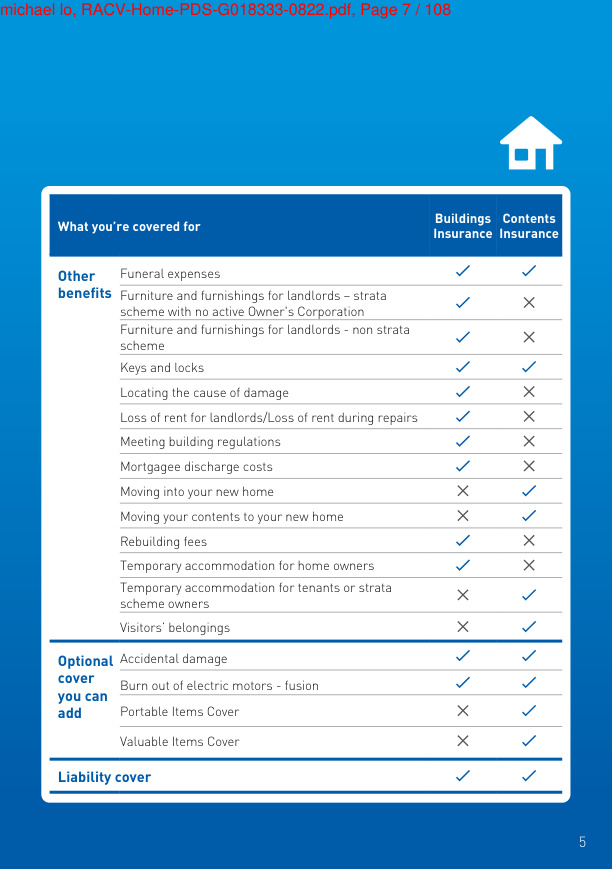 michael lo, RACV-Home-PDS-G018333-0822.pdf, Page 7 / 108
What you're covered for
Buildings Insurance
Contents Insurance
Other benefits
Funeral expenses
Furniture and furnishings for landlords – strata
scheme with no active Owner's Corporation
Furniture and furnishings for landlords - non strata
scheme
Keys and locks
Locating the cause of damage
Loss of rent for landlords/Loss of rent during repairs
Meeting building regulations
Mortgagee discharge costs
Moving into your new home
Moving your contents to your new home
Rebuilding fees
Temporary accommodation for home owners
Temporary accommodation for tenants or strata
scheme owners
Visitors' belongings
Optional cover you can add
Accidental damage
Burn out of electric motors - fusion
Portable Items Cover
Valuable Items Cover
Liability cover
5